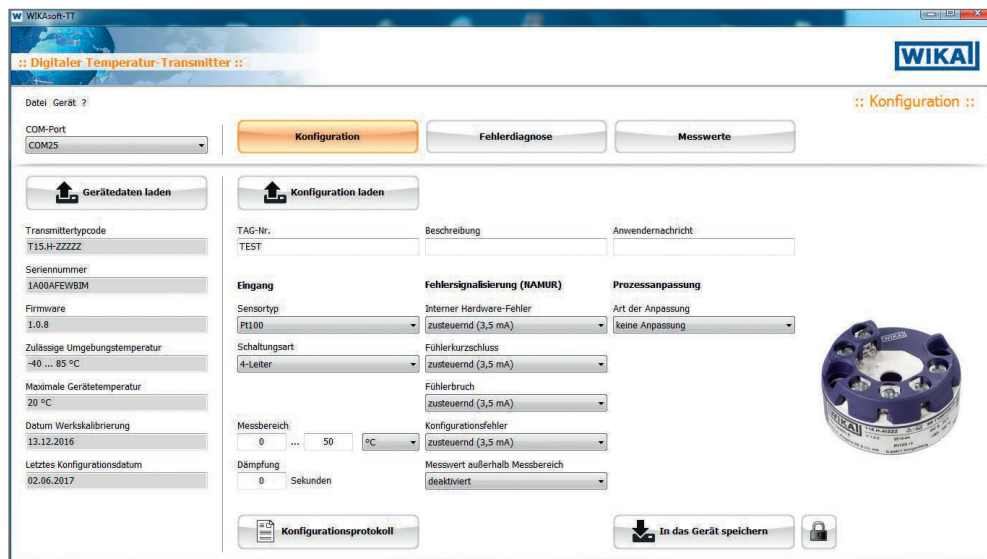 WIKAsoft-TT
:: Digitaler Temperatur-Transmitter ::
WIKA
Datei Gerät ?
:: Konfiguration ::
COM-Port
COM25
Konfiguration
Fehlerdiagnose
Messwerte
Gerätedaten laden
Konfiguration laden
Transmittertypcode
T15.H-ZZZZZ
Seriennummer
1A00AFEWBIM
Firmware
1.0.8
Zulässige Umgebungstemperatur
-40 ... 85 °C
Maximale Gerätetemperatur
20 °C
Datum Werkskalibrierung
13.12.2016
Letztes Konfigurationsdatum
02.06.2017
TAG-Nr.
TEST
Beschreibung
Anwendernachricht
Eingang
Sensortyp
Pt100
Schaltungsart
4-Leiter
Messbereich
0 ... 50 °C
Dämpfung
0 Sekunden
Fehlersignalisierung (NAMUR)
Interner Hardware-Fehler
zusteuernd (3,5 mA)
Fühlerkurzschluss
zusteuernd (3,5 mA)
Fühlerbruch
zusteuernd (3,5 mA)
Konfigurationsfehler
zusteuernd (3,5 mA)
Messwert außerhalb Messbereich
deaktiviert
Prozessanpassung
Art der Anpassung
keine Anpassung
WIKA
WIKA
Konfigurationsprotokoll
In das Gerät speichern